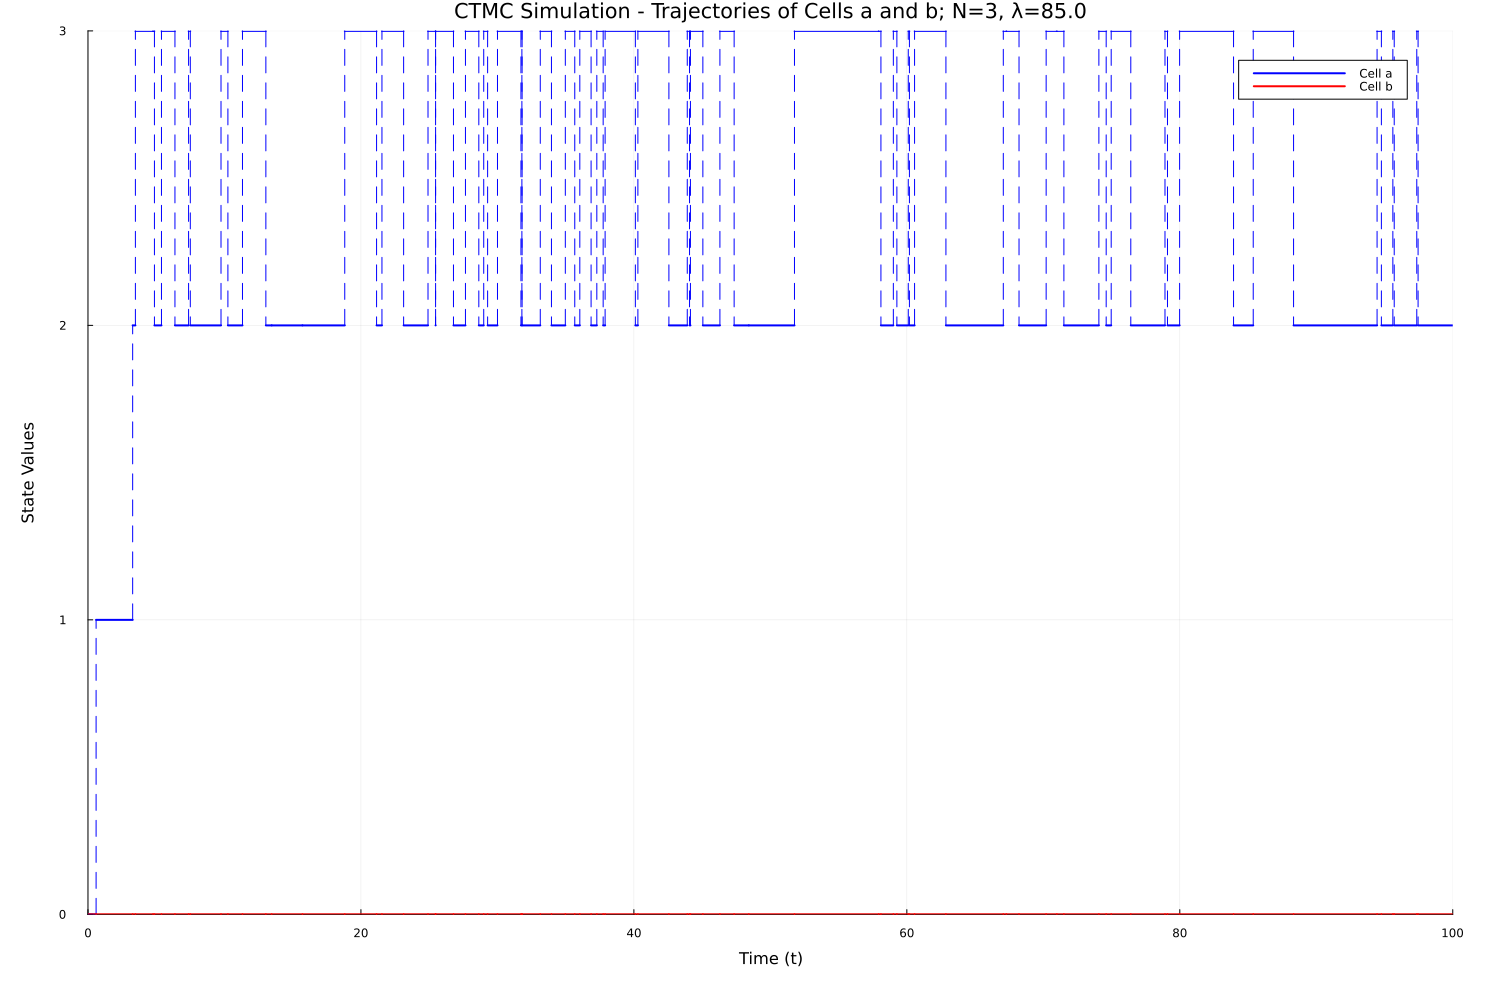 CTMC Simulation - Trajectories of Cells a and b; N=3, λ=85.0
3
Cell a
Cell b
2
State Values
1
0
0 20 40 60 80 100
Time (t)